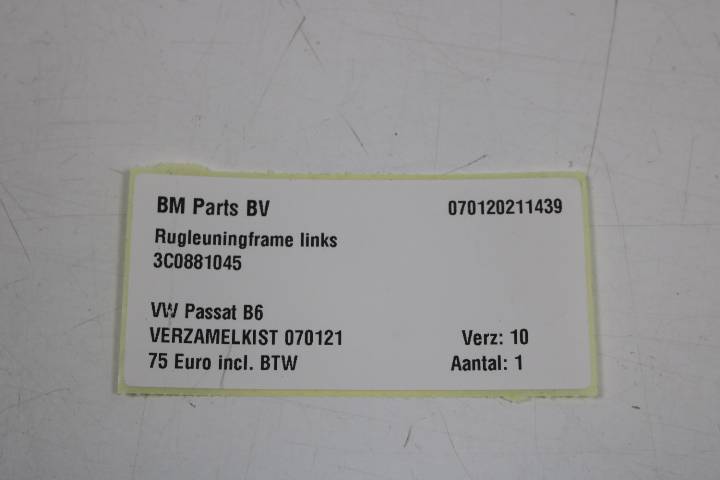 BM Parts BV 070120211439
Rugleuningframe links
3C0881045
VW Passat B6
VERZAMELKIST 070121 Verz: 10
75 Euro incl. BTW Aantal: 1